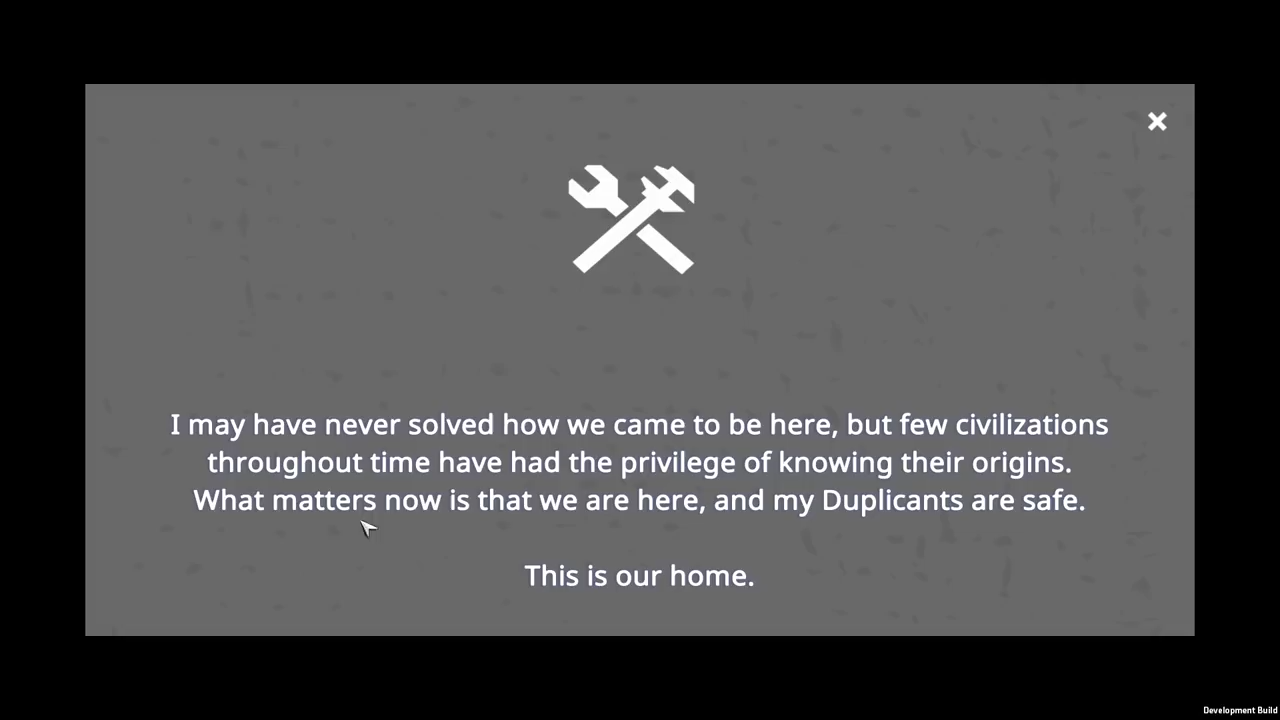 I may have never solved how we came to be here, but few civilizations
throughout time have had the privilege of knowing their origins.
What matters now is that we are here, and my Duplicants are safe.
This is our home.
Development Build